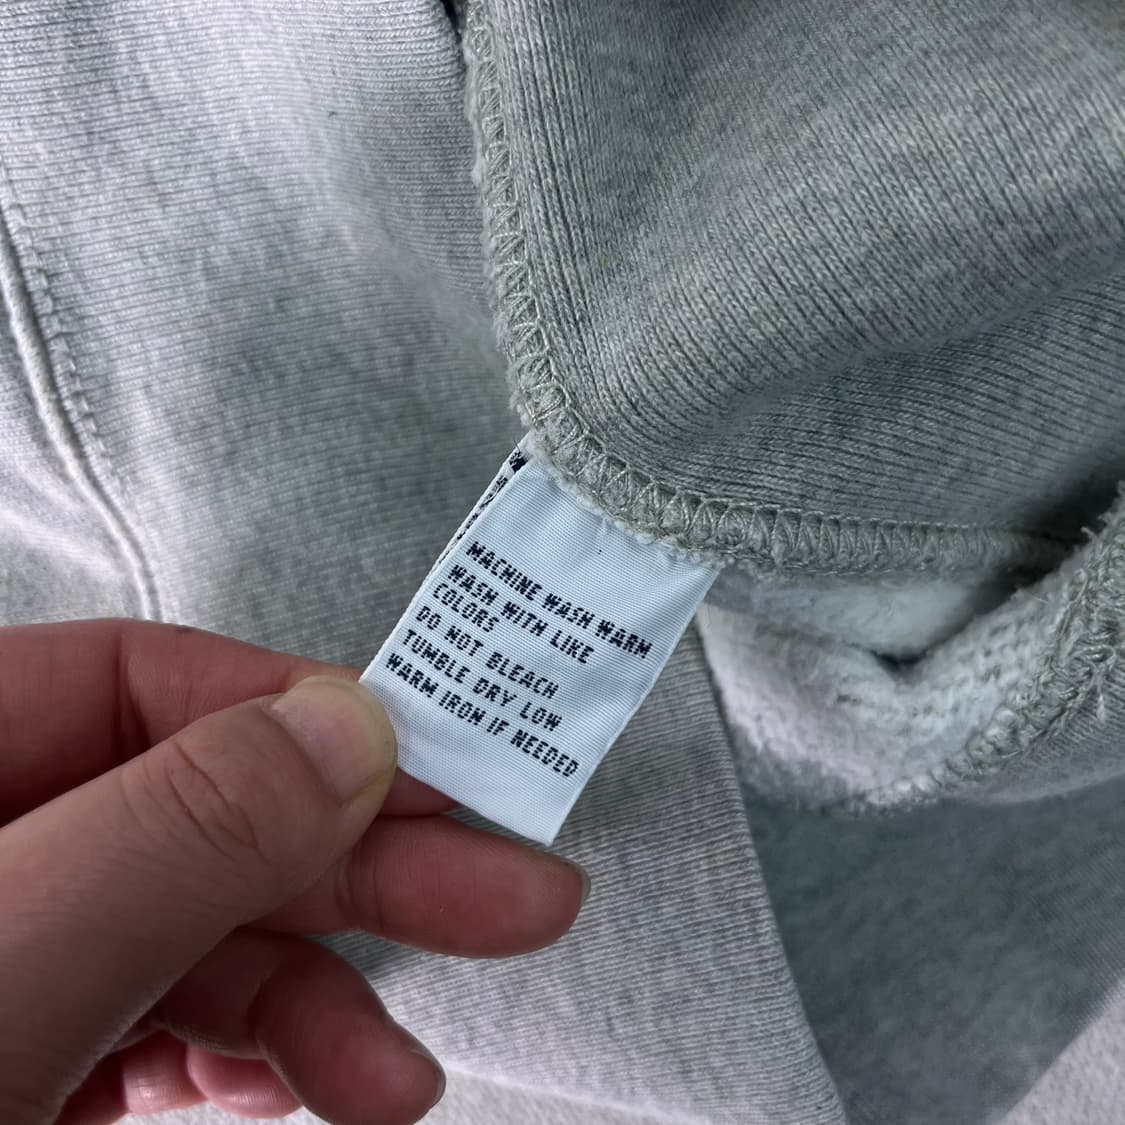 MACHINE WASH WARM
WASH WITH LIKE
COLORS
DO NOT BLEACH
TUMBLE DRY LOW
WARM IRON IF NEEDED